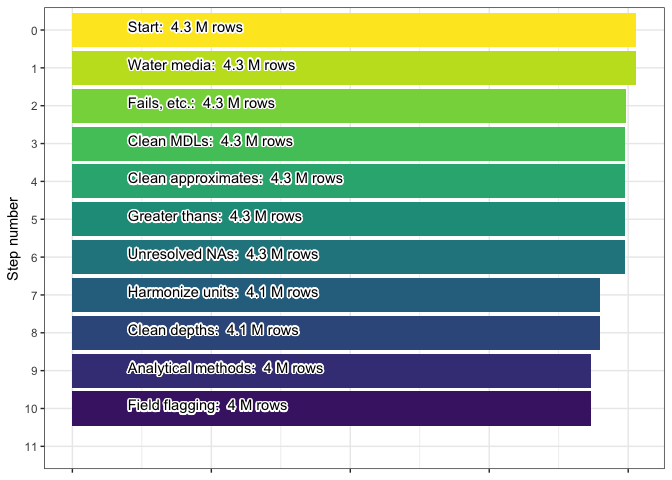 Step number
0
Start: 4.3 M rows
1
Water media: 4.3 M rows
2
Fails, etc.: 4.3 M rows
3
Clean MDLs: 4.3 M rows
4
Clean approximates: 4.3 M rows
5
Greater thans: 4.3 M rows
6
Unresolved NAs: 4.3 M rows
7
Harmonize units: 4.1 M rows
8
Clean depths: 4.1 M rows
9
Analytical methods: 4 M rows
10
Field flagging: 4 M rows
11